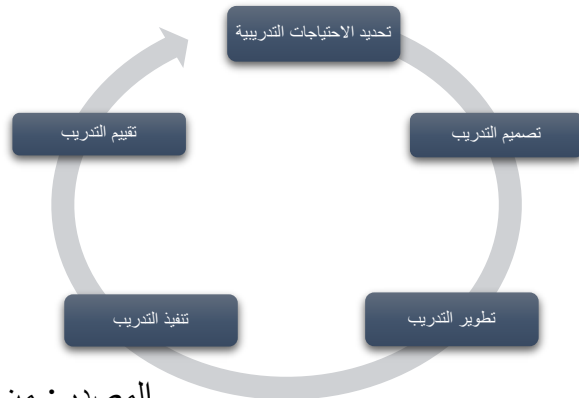 تحديد الاحتياجات التدريبية
تصميم التدريب
تطوير التدريب
تنفيذ التدريب
تقييم التدريب
المصدر: من